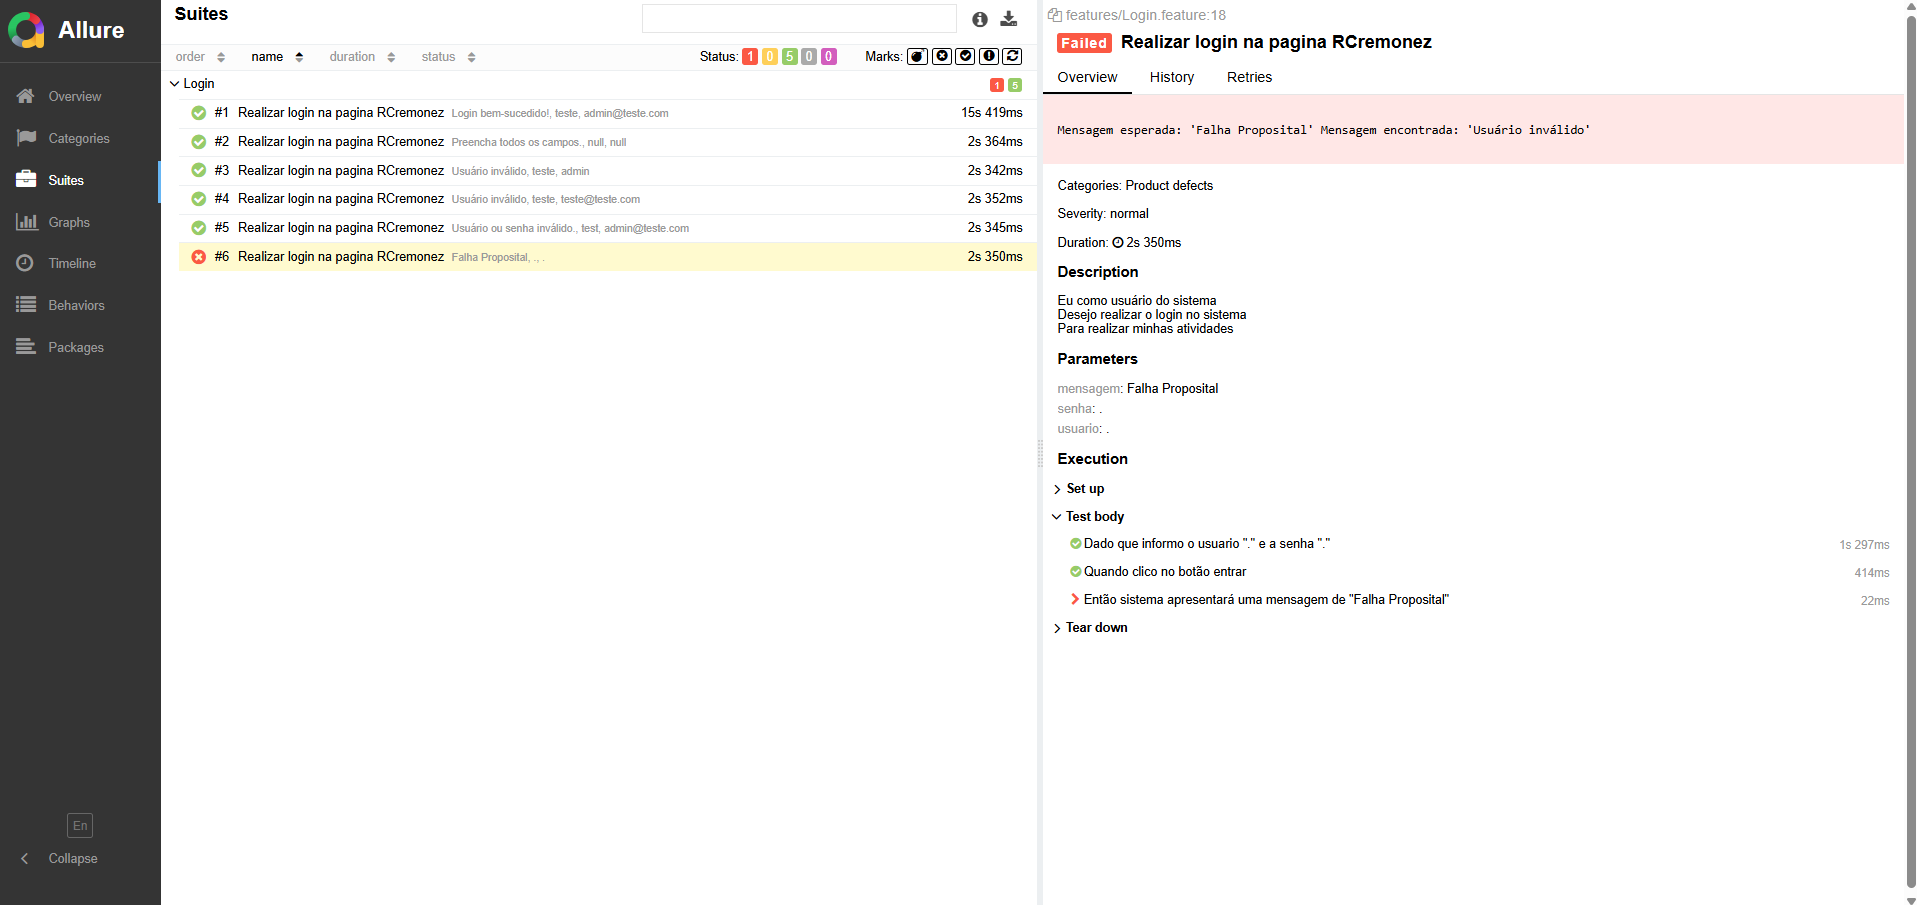 Allure
Overview
Categories
Suites
Graphs
Timeline
Behaviors
Packages
En
Collapse
Suites
order name duration status Status: 1 0 5 0 0 Marks:
Login 1 5
#1 Realizar login na pagina RCremonez Login bem-sucedido!, teste, admin@teste.com 15s 419ms
#2 Realizar login na pagina RCremonez Preencha todos os campos., null, null 2s 364ms
#3 Realizar login na pagina RCremonez Usuário inválido, teste, admin 2s 342ms
#4 Realizar login na pagina RCremonez Usuário inválido, teste, teste@teste.com 2s 352ms
#5 Realizar login na pagina RCremonez Usuário ou senha inválido., test, admin@teste.com 2s 345ms
#6 Realizar login na pagina RCremonez Falha Proposital, ., . 2s 350ms
features/Login.feature:18
Failed Realizar login na pagina RCremonez
Overview History Retries
Mensagem esperada: 'Falha Proposital' Mensagem encontrada: 'Usuário inválido'
Categories: Product defects
Severity: normal
Duration: 2s 350ms
Description
Eu como usuário do sistema
Desejo realizar o login no sistema
Para realizar minhas atividades
Parameters
mensagem: Falha Proposital
senha: .
usuario: .
Execution
Set up
Test body
Dado que informo o usuario "." e a senha "." 1s 297ms
Quando clico no botão entrar 414ms
Então sistema apresentará uma mensagem de "Falha Proposital" 22ms
Tear down